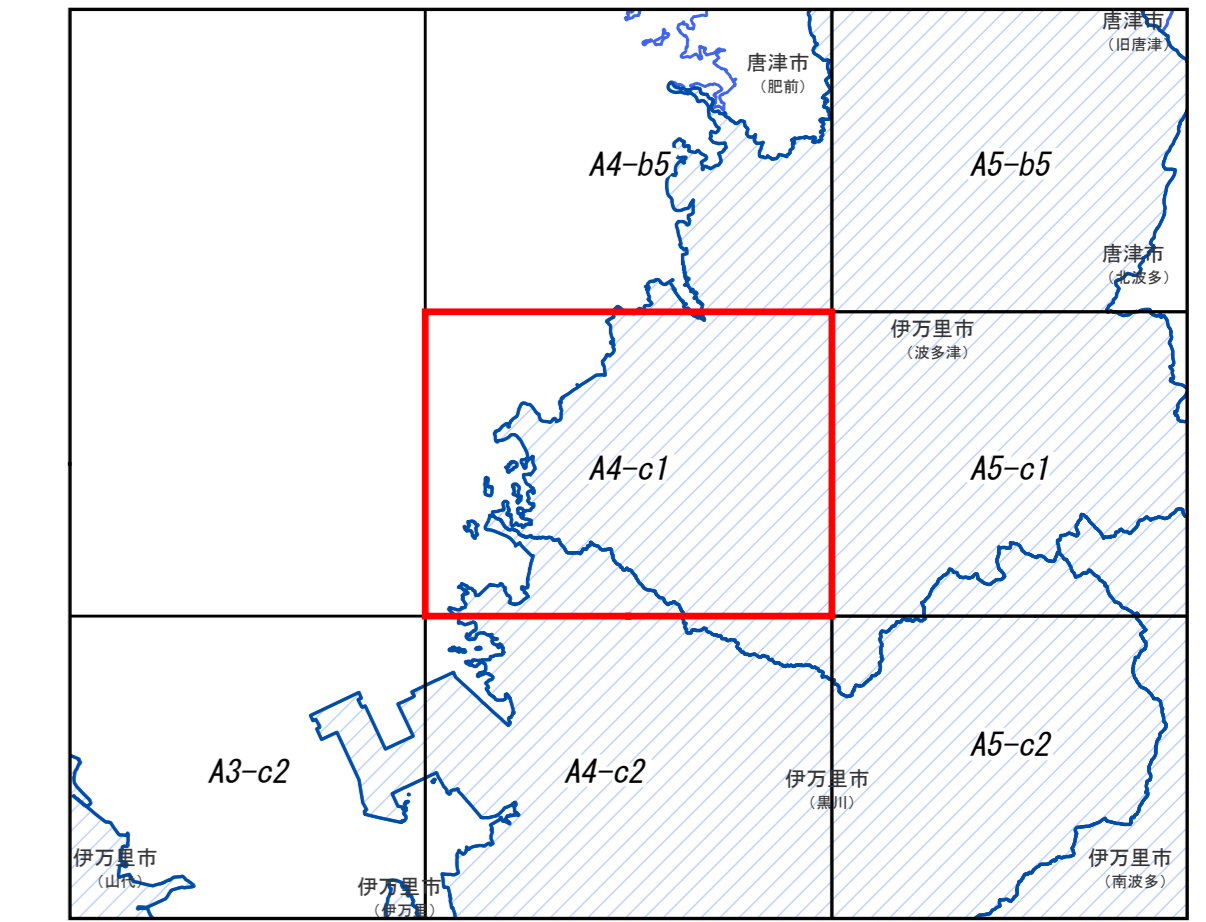 唐津市
（旧唐津）
唐津市
（肥前）
A4-b5
A5-b5
唐津市
（北波多）
伊万里市
（波多津）
A4-c1
A5-c1
A3-c2
A4-c2
A5-c2
伊万里市
（黒川）
伊万里市
（山代）
伊万里市
（伊万里）
伊万里市
（南波多）